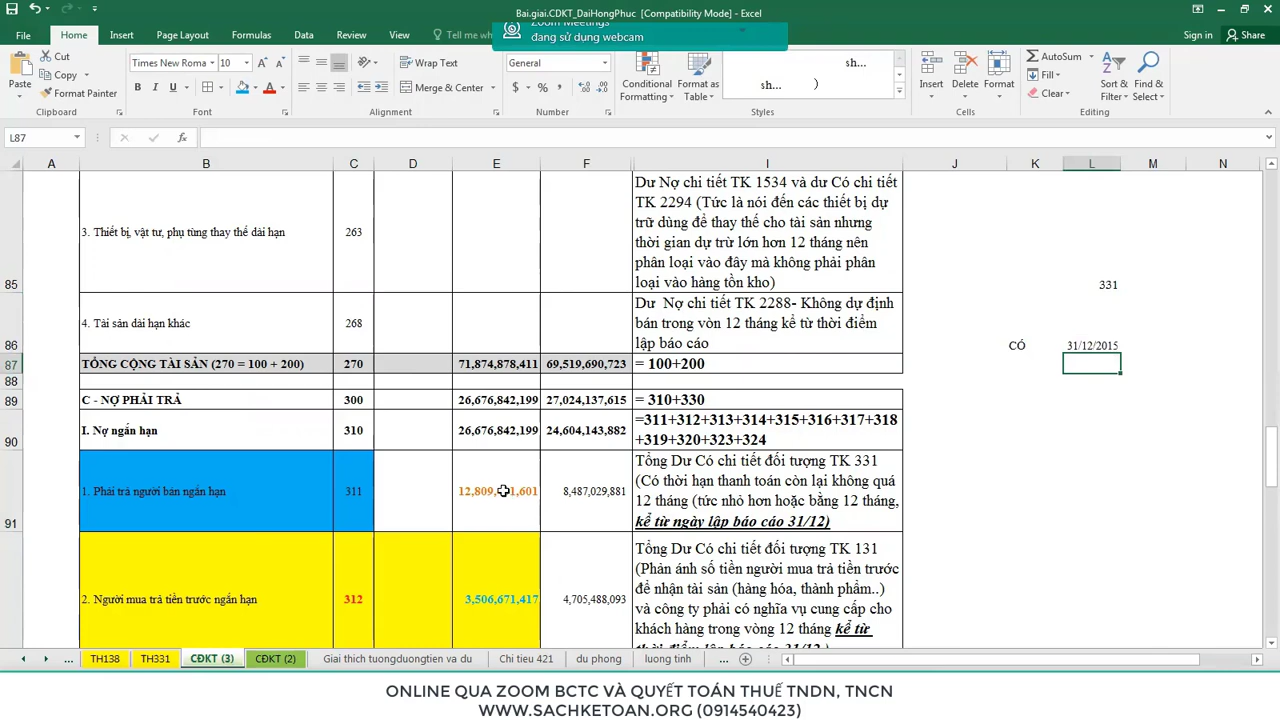 Bai.giai.CDKT_DaiHongPhuc [Compatibility Mode] - Excel
Zoom Meetings
đang sử dụng webcam
File Home Insert Page Layout Formulas Data Review View Tell me Sign in Share
Cut
Copy
Format Painter
Paste
Clipboard
Times New Roma 10
B I U
Font
Wrap Text
Merge & Center
Alignment
General
$ % ,
Number
Conditional Formatting
Format as Table
sh...
sh... )
Styles
Insert Delete Format
Cells
AutoSum
Fill
Clear
Sort & Filter
Find & Select
Editing
L87
fx
A B C D E F I J K L M N
3. Thiết bị, vật tư, phụ tùng thay thế dài hạn 263
Dư Nợ chi tiết TK 1534 và dư Có chi tiết
TK 2294 (Tức là nói đến các thiết bị dự
trữ dùng để thay thế cho tài sản nhưng
thời gian dự trừ lớn hơn 12 tháng nên
phân loại vào đây mà không phải phân
loại vào hàng tồn kho)
85
331
4. Tài sản dài hạn khác 268
Dư Nợ chi tiết TK 2288- Không dự định
bán trong vòn 12 tháng kể từ thời điểm
lập báo cáo
86
CÓ 31/12/2015
87 TỔNG CỘNG TÀI SẢN (270 = 100 + 200) 270 71,874,878,411 69,519,690,723 = 100+200
88
89 C - NỢ PHẢI TRẢ 300 26,676,842,199 27,024,137,615 = 310+330
90 I. Nợ ngắn hạn 310 26,676,842,199 24,604,143,882
=311+312+313+314+315+316+317+318
+319+320+323+324
91 1. Phải trả người bán ngắn hạn 311 12,809, 1,601 8,487,029,881
Tổng Dư Có chi tiết đối tượng TK 331
(Có thời hạn thanh toán còn lại không quá
12 tháng (tức nhỏ hơn hoặc bằng 12 tháng,
kể từ ngày lập báo cáo 31/12)
2. Người mua trả tiền trước ngắn hạn 312 3,506,671,417 4,705,488,093
Tổng Dư Có chi tiết đối tượng TK 131
(Phản ánh số tiền người mua trả tiền trước
để nhận tài sản (hàng hóa, thành phẩm..)
và công ty phải có nghĩa vụ cung cấp cho
khách hàng trong vòng 12 tháng kể từ
... TH138 TH331 CĐKT (3) CĐKT (2) Giai thich tuongduongtien va du Chi tieu 421 du phong luong tinh ...
ONLINE QUA ZOOM BCTC VÀ QUYẾT TOÁN THUẾ TNDN, TNCN
WWW.SACHKETOAN.ORG (0914540423)